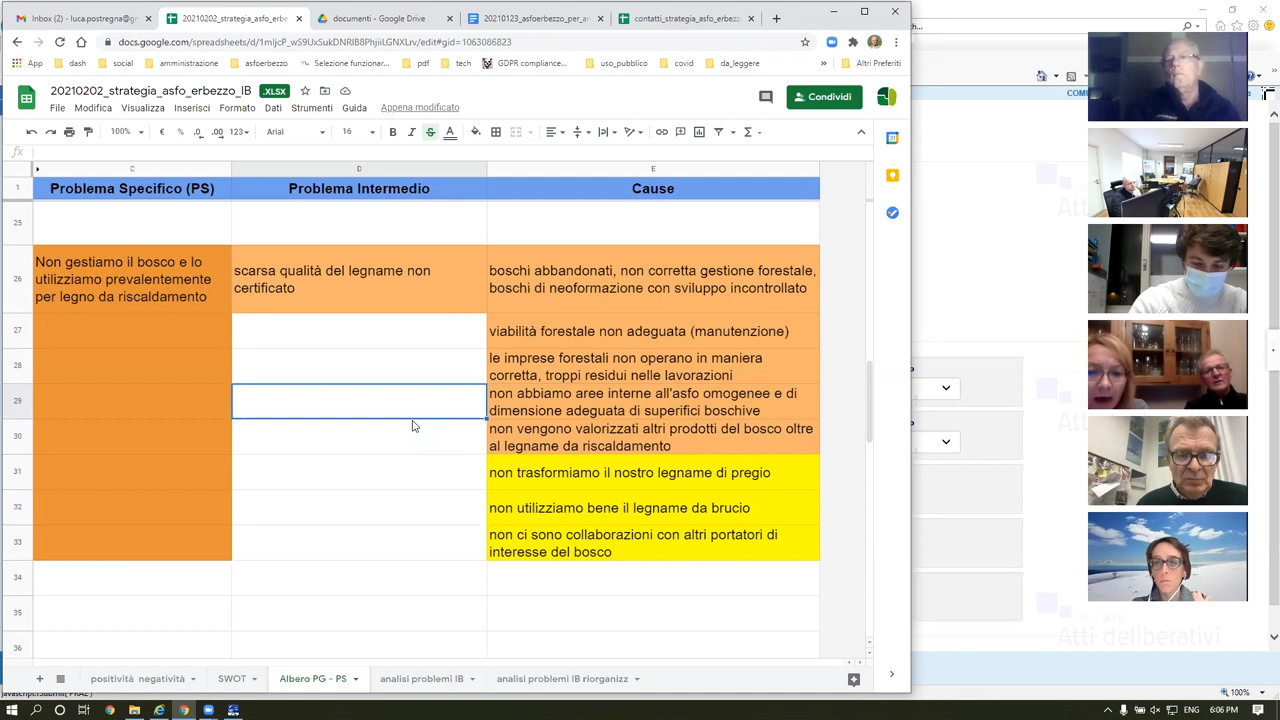 Inbox (1) - luca.postregna@gr
20210202_strategia_asfo_erbe
documenti - Google Drive
20210123_asfoerbezzo_per_a
contatti_strategia_asfo_erbezz
docs.google.com/spreadsheets/d/
App
dash
social
amministrazione
asfoerbezzo
Selezione funzionar...
pdf
tech
GDPR compliance...
uso_pubblico
covid
da_leggere
Altri Preferiti
20210202_strategia_asfo_erbezzo_IB .XLSX
File Modifica Visualizza Inserisci Formato Dati Strumenti Guida Appena modificato
Condividi
100% € % .0 .00 123 Arial 16 B I S A
fx
C D E
1 Problema Specifico (PS) Problema Intermedio Cause
25
26
Non gestiamo il bosco e lo
utilizziamo prevalentemente
per legno da riscaldamento
scarsa qualità del legname non
certificato
boschi abbandonati, non corretta gestione forestale,
boschi di neoformazione con sviluppo incontrollato
27 viabilità forestale non adeguata (manutenzione)
28
le imprese forestali non operano in maniera
corretta, troppi residui nelle lavorazioni
29
non abbiamo aree interne all'asfo omogenee e di
dimensione adeguata di superifici boschive
30
non vengono valorizzati altri prodotti del bosco oltre
al legname da riscaldamento
31 non trasformiamo il nostro legname di pregio
32 non utilizziamo bene il legname da brucio
33
non ci sono collaborazioni con altri portatori di
interesse del bosco
34
35
36
positività negatività
SWOT
Albero PG - PS
analisi problemi IB
analisi problemi IB riorganizz
COMU
Atti deliberativi
100%
ENG 6:06 PM